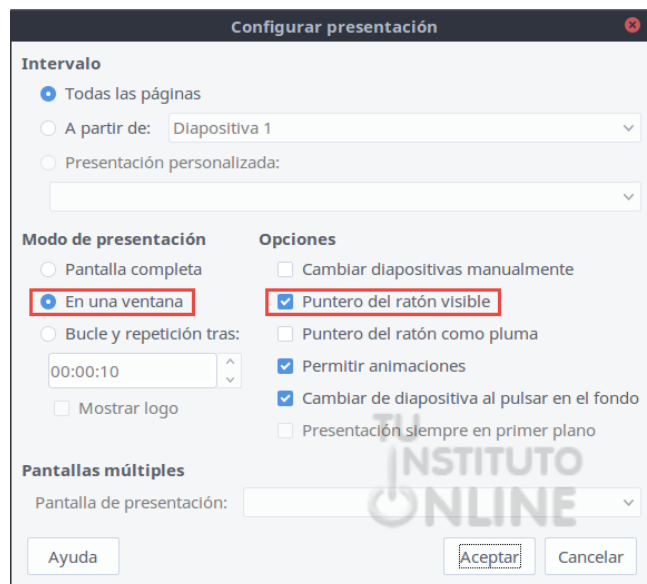 Configurar presentación
Intervalo
Todas las páginas
A partir de: Diapositiva 1
Presentación personalizada:
Modo de presentación
Pantalla completa
En una ventana
Bucle y repetición tras:
00:00:10
Mostrar logo
Opciones
Cambiar diapositivas manualmente
Puntero del ratón visible
Puntero del ratón como pluma
Permitir animaciones
Cambiar de diapositiva al pulsar en el fondo
Presentación siempre en primer plano
TU
INSTITUTO
ONLINE
Pantallas múltiples
Pantalla de presentación:
Ayuda
Aceptar
Cancelar